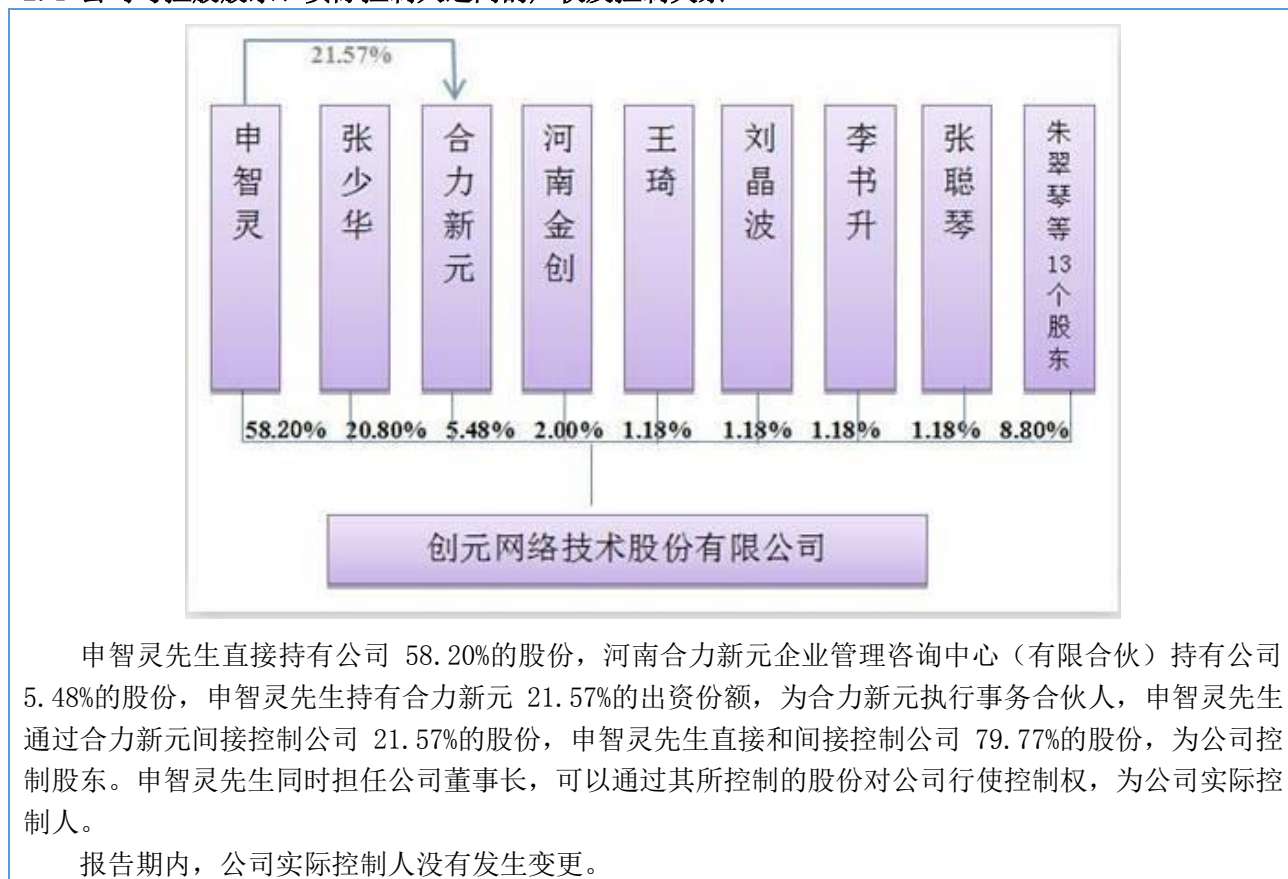 21.57%
申智灵
张少华
合力新元
河南金创
王琦
刘晶波
李书升
张聪琴
朱翠琴等13个股东
58.20% 20.80% 5.48% 2.00% 1.18% 1.18% 1.18% 1.18% 8.80%
创元网络技术股份有限公司
申智灵先生直接持有公司 58.20%的股份，河南合力新元企业管理咨询中心（有限合伙）持有公司
5.48%的股份，申智灵先生持有合力新元 21.57%的出资份额，为合力新元执行事务合伙人，申智灵先生
通过合力新元间接控制公司 21.57%的股份，申智灵先生直接和间接控制公司 79.77%的股份，为公司控
制股东。申智灵先生同时担任公司董事长，可以通过其所控制的股份对公司行使控制权，为公司实际控
制人。
报告期内，公司实际控制人没有发生变更。